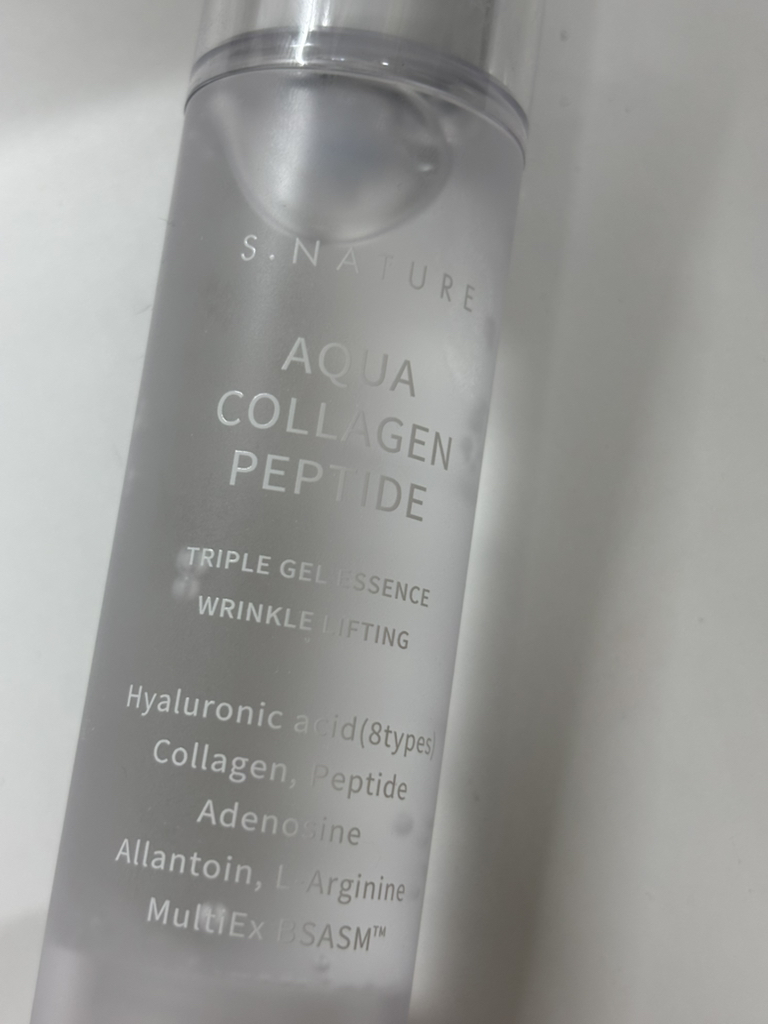 S.NATURE
AQUA
COLLAGEN
PEPTIDE
TRIPLE GEL ESSENCE
WRINKLE LIFTING
Hyaluronic acid(8types)
Collagen, Peptide
Adenosine
Allantoin, L-Arginine
MultiEx BSASM™